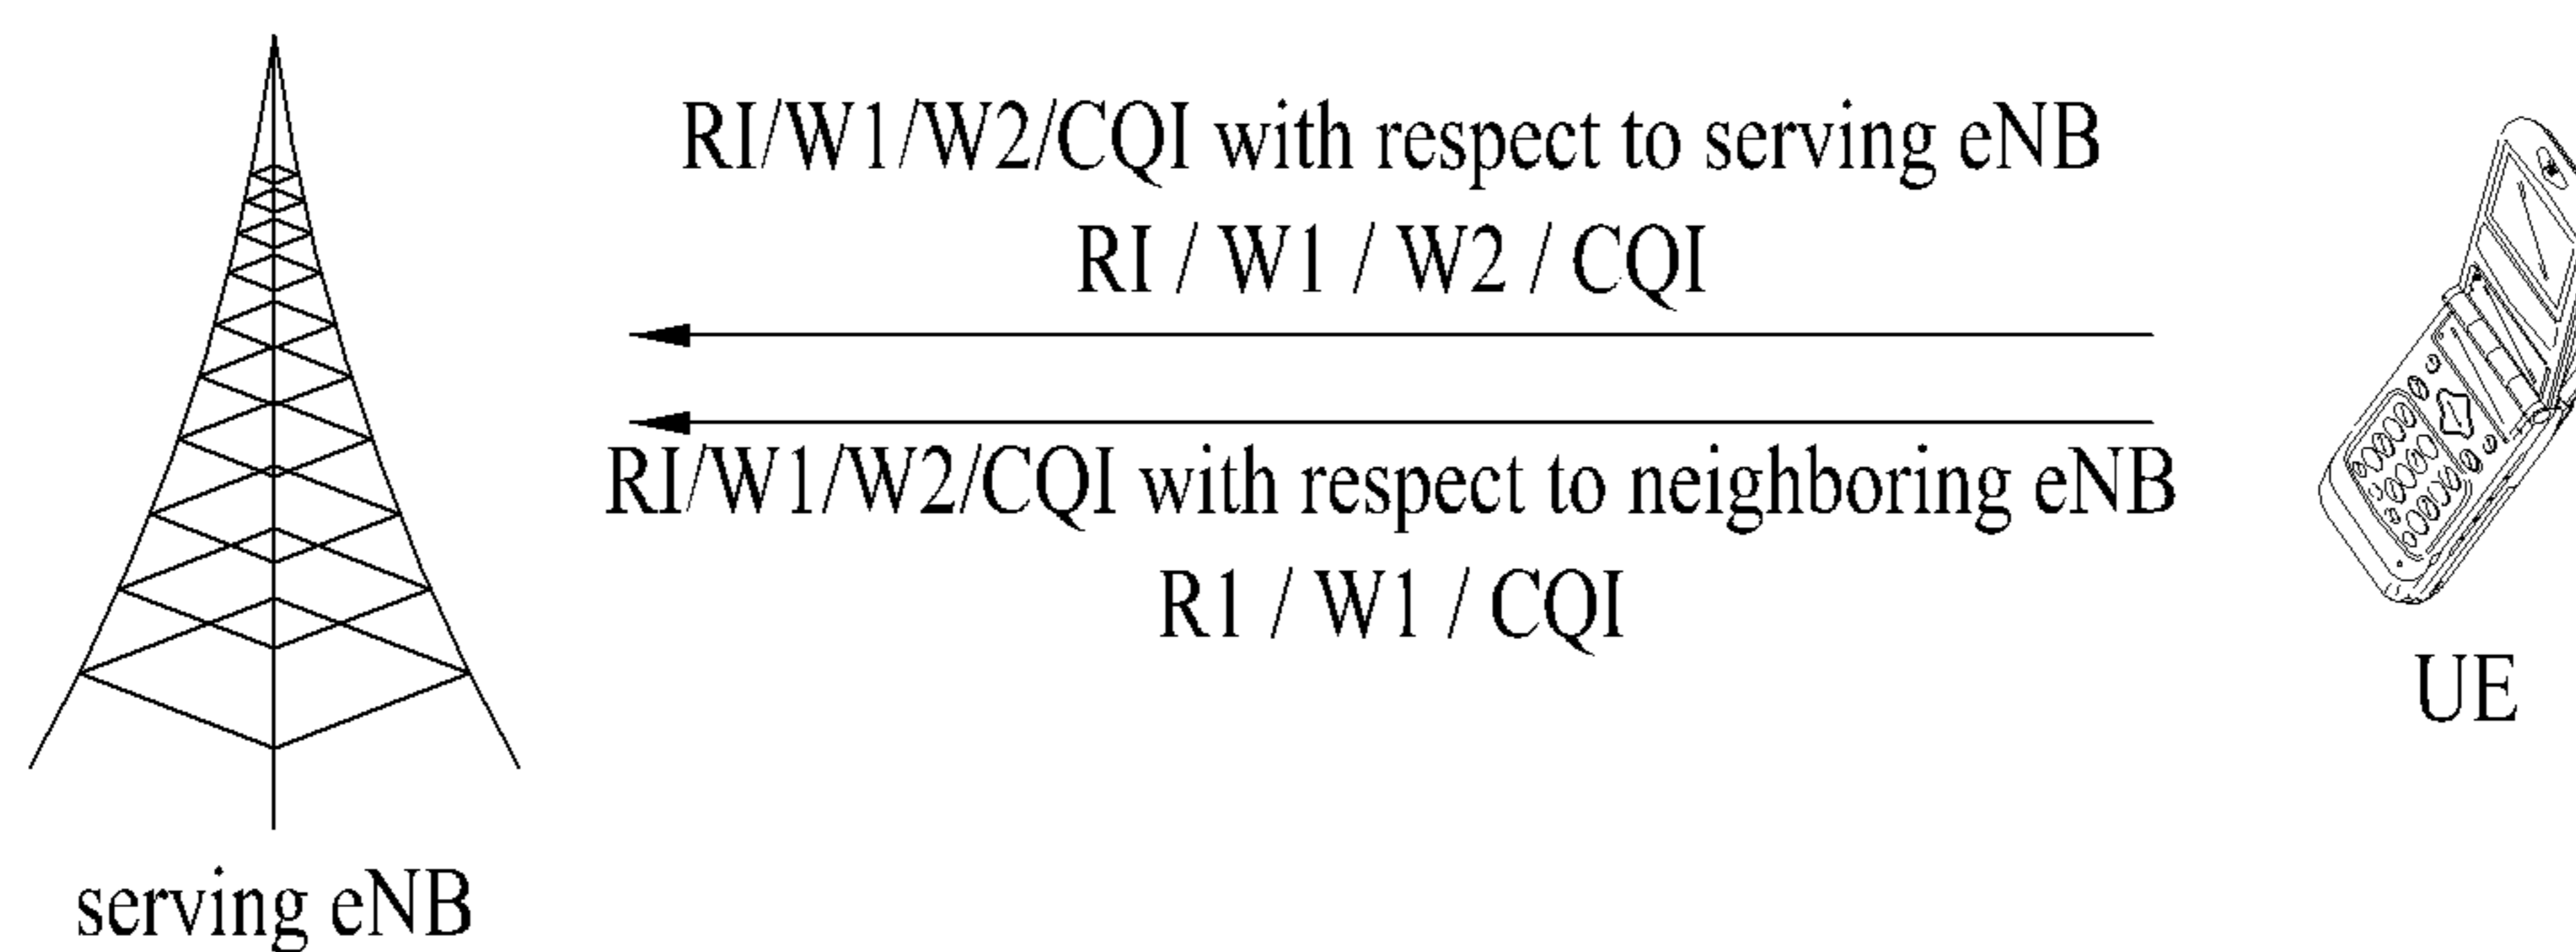 RI/W1/W2/CQI with respect to serving eNB
RI / W1 / W2 / CQI
RI/W1/W2/CQI with respect to neighboring eNB
R1 / W1 / CQI
UE
serving eNB